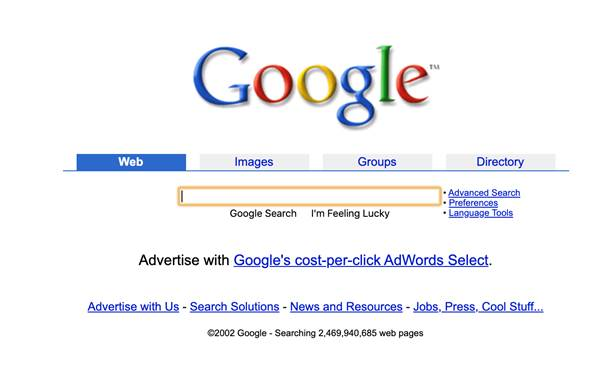 Google™
Web Images Groups Directory
• Advanced Search
• Preferences
• Language Tools
Google Search I'm Feeling Lucky
Advertise with Google's cost-per-click AdWords Select.
Advertise with Us - Search Solutions - News and Resources - Jobs, Press, Cool Stuff...
©2002 Google - Searching 2,469,940,685 web pages